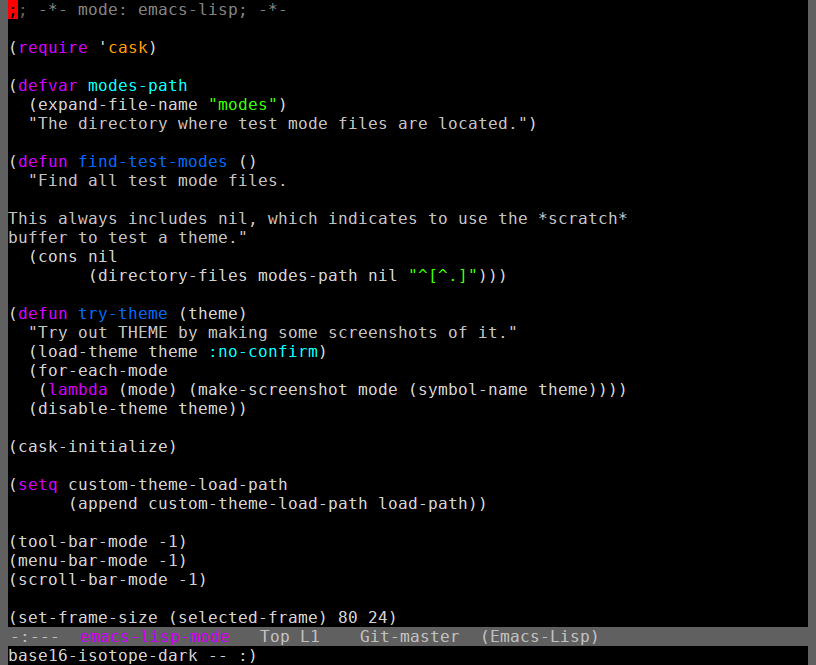 ;; -*- mode: emacs-lisp; -*-
(require 'cask)
(defvar modes-path
  (expand-file-name "modes")
  "The directory where test mode files are located.")
(defun find-test-modes ()
  "Find all test mode files.
This always includes nil, which indicates to use the *scratch*
buffer to test a theme."
  (cons nil
        (directory-files modes-path nil "^[^.]")))
(defun try-theme (theme)
  "Try out THEME by making some screenshots of it."
  (load-theme theme :no-confirm)
  (for-each-mode
   (lambda (mode) (make-screenshot mode (symbol-name theme))))
  (disable-theme theme))
(cask-initialize)
(setq custom-theme-load-path
      (append custom-theme-load-path load-path))
(tool-bar-mode -1)
(menu-bar-mode -1)
(scroll-bar-mode -1)
(set-frame-size (selected-frame) 80 24)
-:---  emacs-lisp-mode   Top L1    Git-master  (Emacs-Lisp)
base16-isotope-dark -- :)